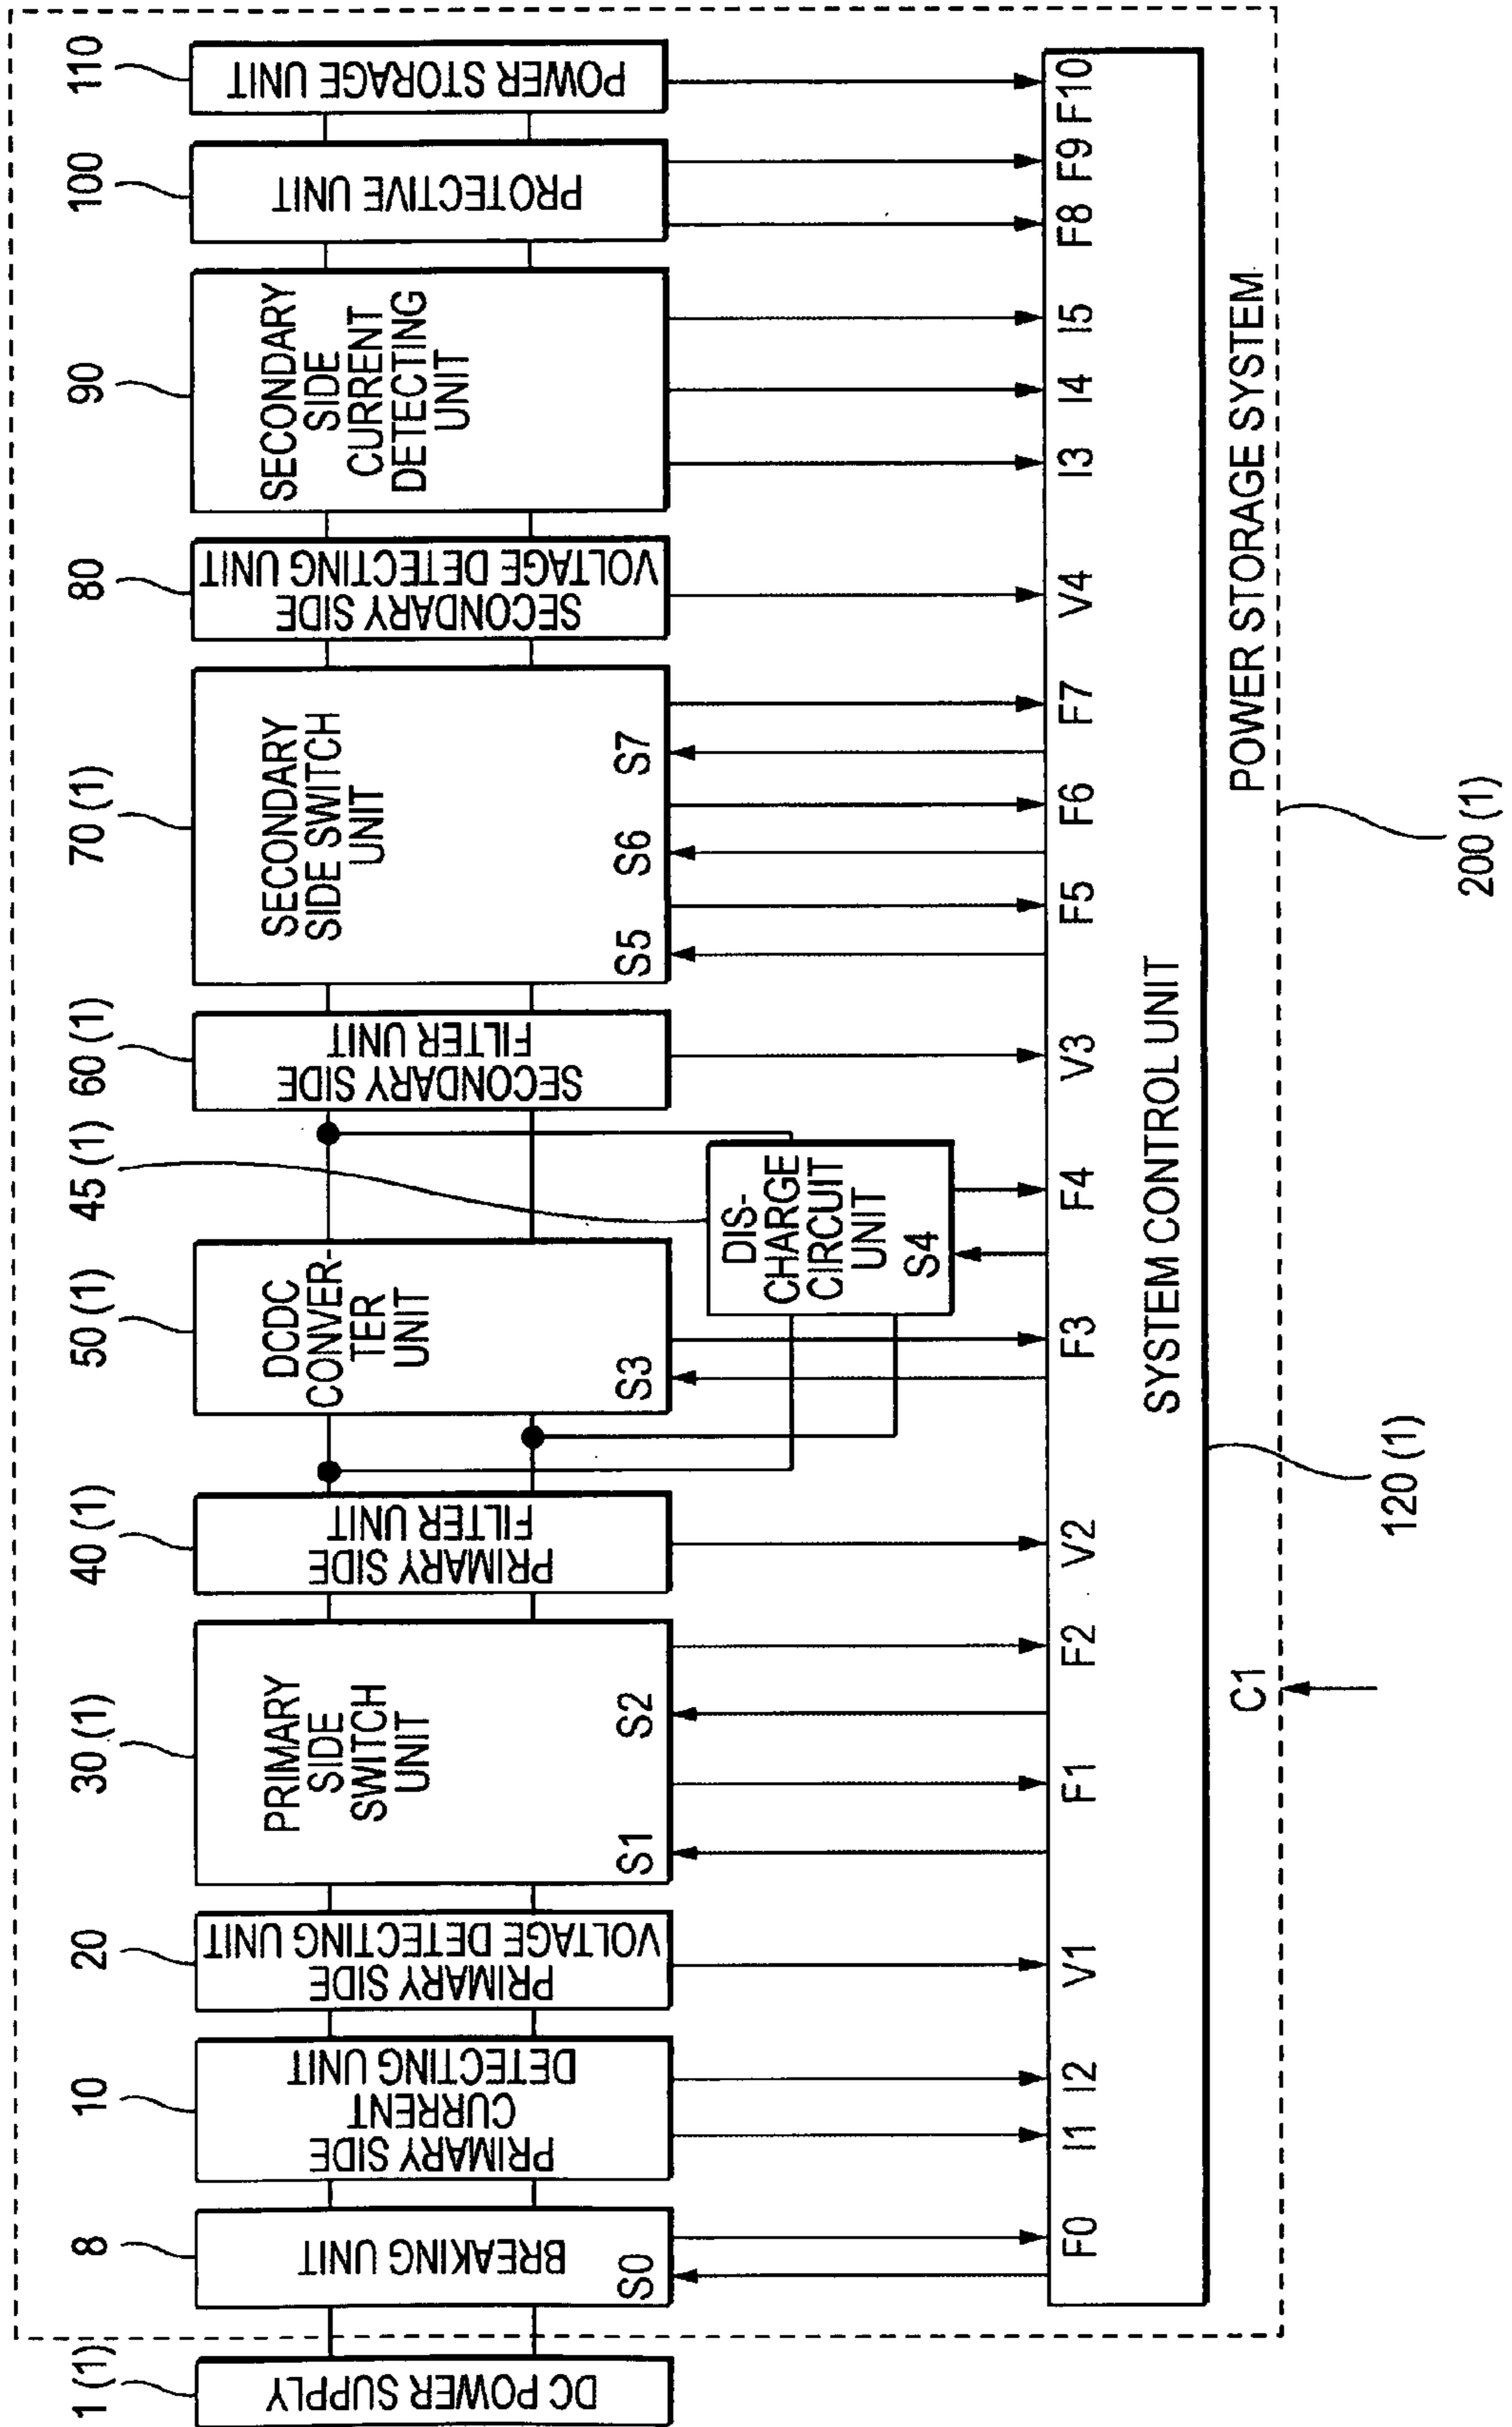 1 (1)
8
10
20
30 (1)
40 (1)
50 (1)
45 (1)
60 (1)
70 (1)
80
90
100
110
DC POWER SUPPLY
BREAKING UNIT
S0
PRIMARY SIDE
CURRENT
DETECTING UNIT
PRIMARY SIDE
VOLTAGE DETECTING UNIT
PRIMARY
SIDE
SWITCH
UNIT
S1
S2
PRIMARY SIDE
FILTER UNIT
DCDC
CONVER-
TER
UNIT
S3
DIS-
CHARGE
CIRCUIT
UNIT
S4
SECONDARY SIDE
FILTER UNIT
SECONDARY
SIDE SWITCH
UNIT
S5
S6
S7
SECONDARY SIDE
VOLTAGE DETECTING UNIT
SECONDARY
SIDE
CURRENT
DETECTING
UNIT
PROTECTIVE UNIT
POWER STORAGE UNIT
F0
I1
I2
V1
F1
F2
V2
F3
F4
V3
F5
F6
F7
V4
I3
I4
I5
F8
F9
F10
SYSTEM CONTROL UNIT
C1
POWER STORAGE SYSTEM
120 (1)
200 (1)